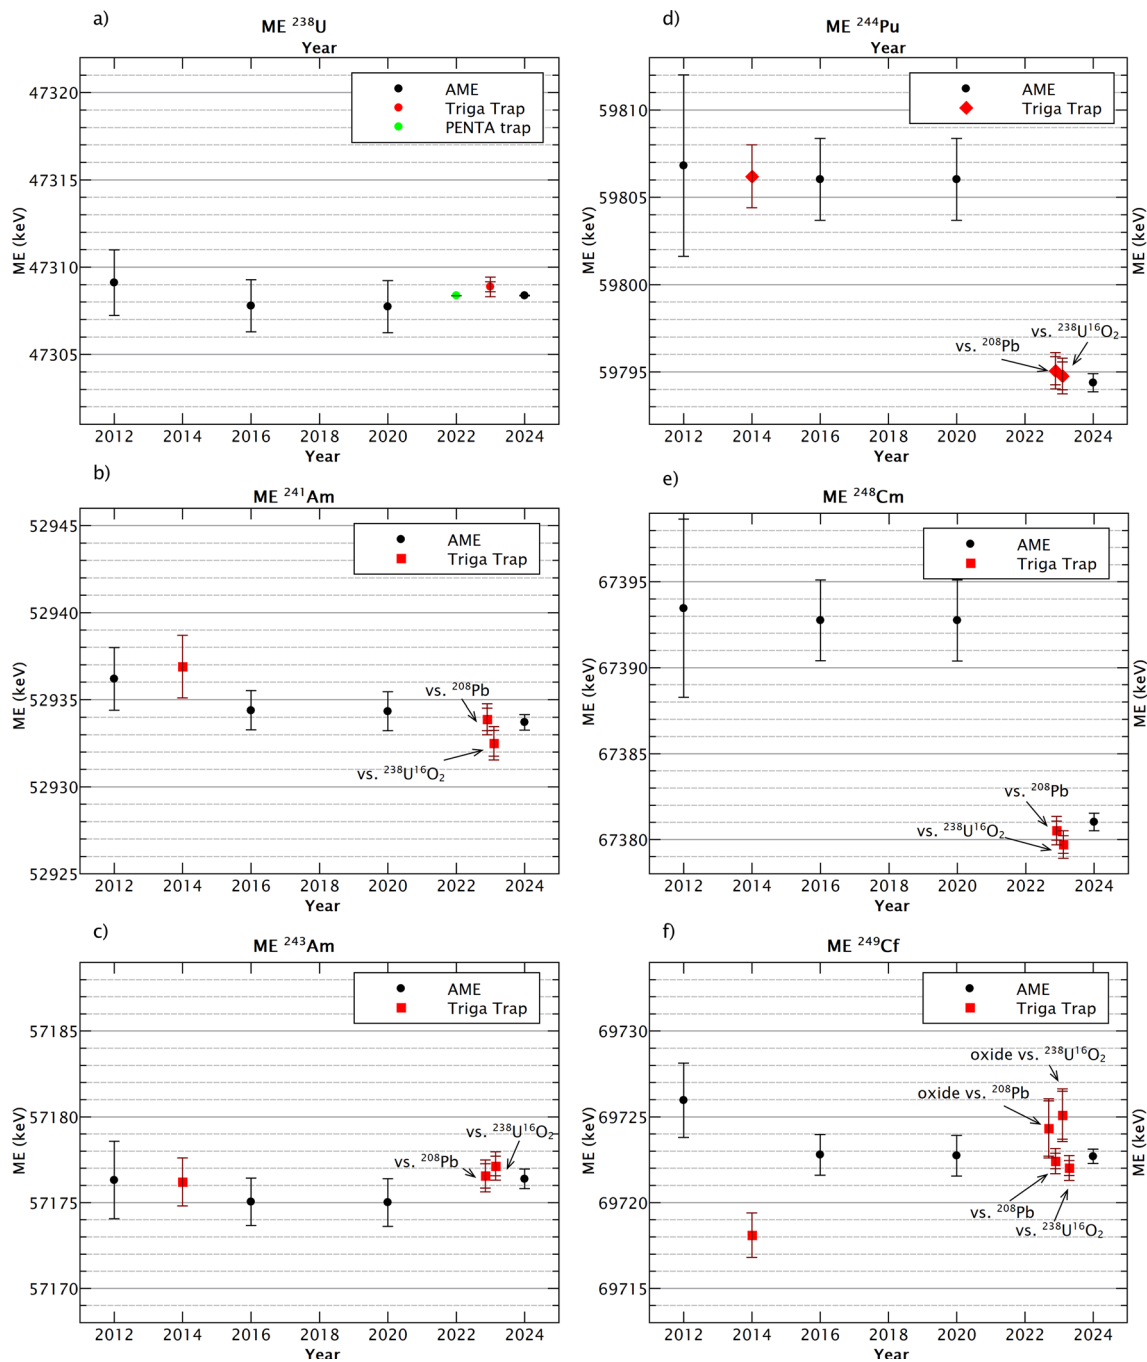 a)
ME ²³⁸U
ME (keV)
47320
47315
47310
47305
AME
Triga Trap
PENTA trap
2012 2014 2016 2018 2020 2022 2024
Year
d)
ME ²⁴⁴Pu
Year
Year
ME (keV)
59810
59805
59800
59795
AME
Triga Trap
vs. ²⁰⁸Pb
vs. ²³⁸U¹⁶O₂
ME (keV)
2012 2014 2016 2018 2020 2022 2024
Year
b)
ME ²⁴¹Am
ME (keV)
52945
52940
52935
52930
52925
AME
Triga Trap
vs. ²⁰⁸Pb
vs. ²³⁸U¹⁶O₂
2012 2014 2016 2018 2020 2022 2024
Year
e)
ME ²⁴⁸Cm
ME (keV)
67395
67390
67385
67380
AME
Triga Trap
vs. ²⁰⁸Pb
vs. ²³⁸U¹⁶O₂
ME (keV)
2012 2014 2016 2018 2020 2022 2024
Year
c)
ME ²⁴³Am
ME (keV)
57185
57180
57175
57170
AME
Triga Trap
vs. ²³⁸U¹⁶O₂
vs. ²⁰⁸Pb
2012 2014 2016 2018 2020 2022 2024
Year
f)
ME ²⁴⁹Cf
ME (keV)
69730
69725
69720
69715
AME
Triga Trap
oxide vs. ²³⁸U¹⁶O₂
oxide vs. ²⁰⁸Pb
vs. ²⁰⁸Pb
vs. ²³⁸U¹⁶O₂
ME (keV)
2012 2014 2016 2018 2020 2022 2024
Year